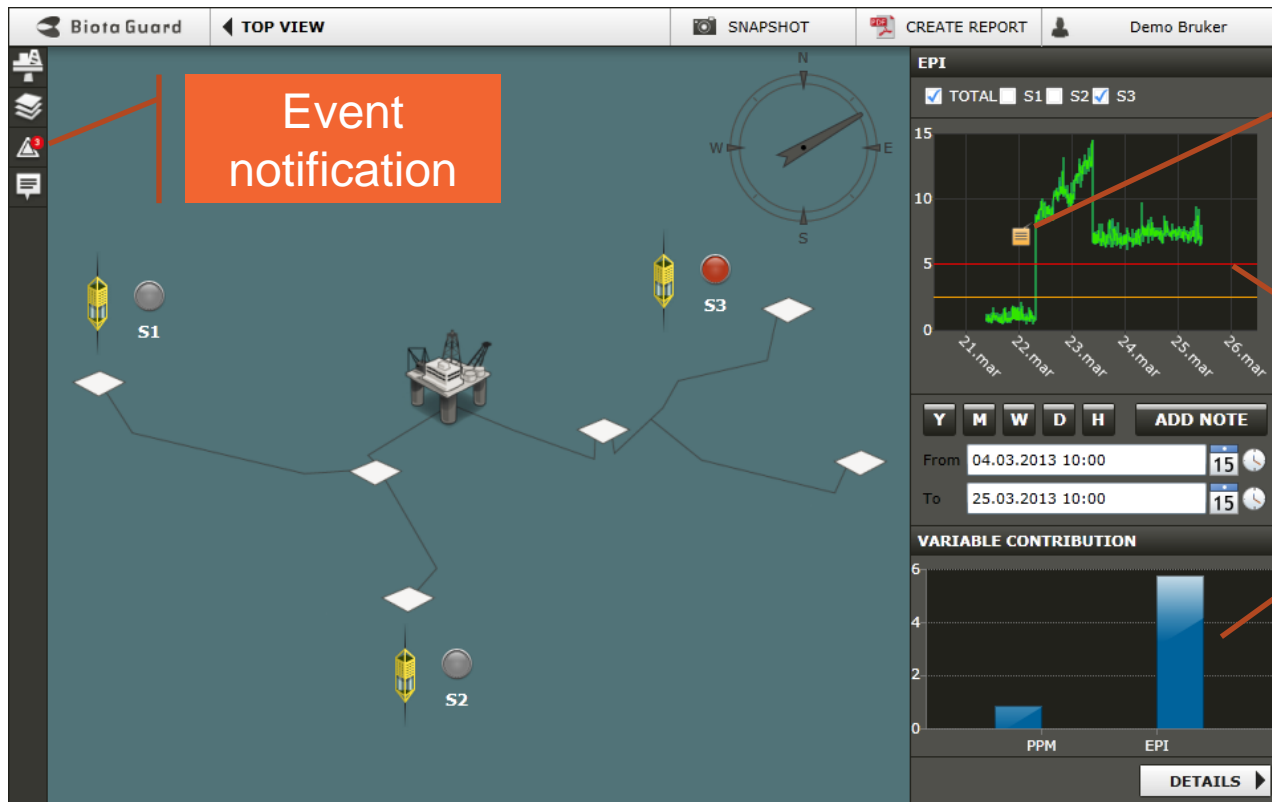 Biota Guard
TOP VIEW
SNAPSHOT
CREATE REPORT
Demo Bruker
3
Event
notification
N
W
E
S
S1
S3
S2
EPI
TOTAL S1 S2 S3
15
10
5
0
21.mar 22.mar 23.mar 24.mar 25.mar 26.mar
Y M W D H ADD NOTE
From 04.03.2013 10:00 15
To 25.03.2013 10:00 15
VARIABLE CONTRIBUTION
6
4
2
0
PPM EPI
DETAILS